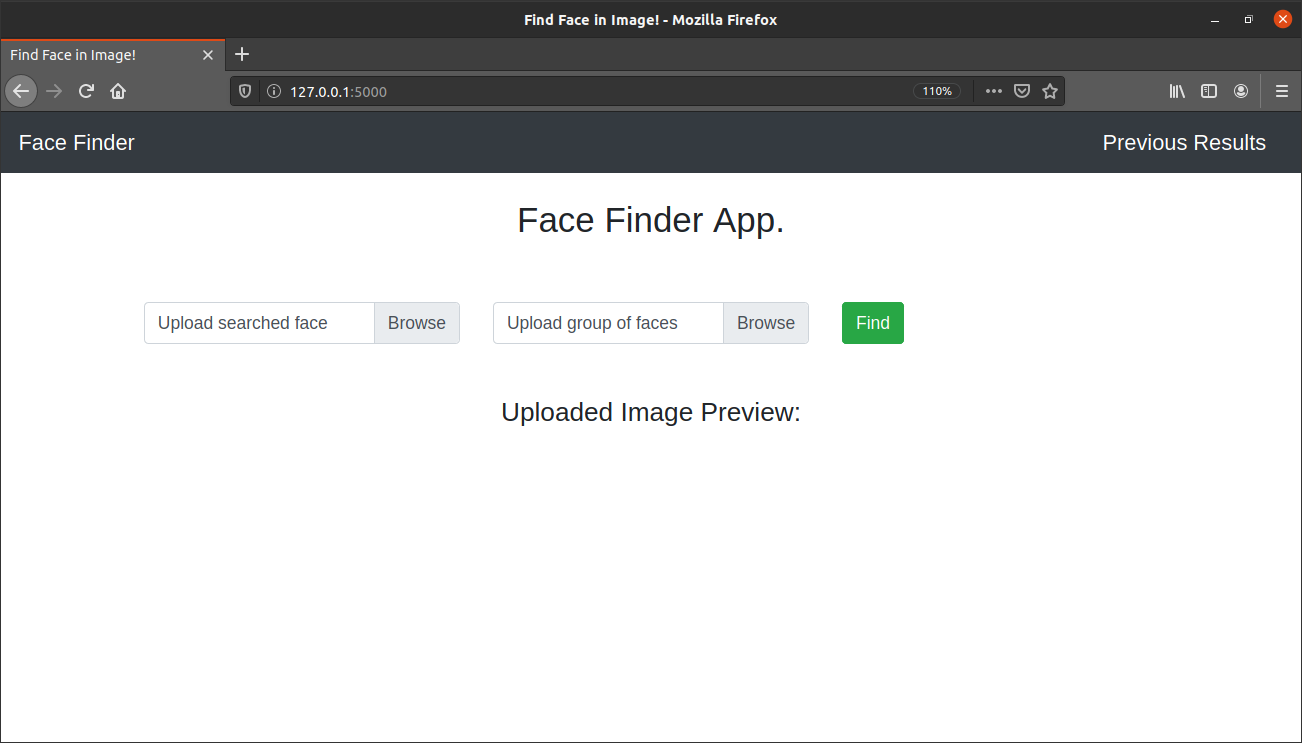 Find Face in Image! - Mozilla Firefox
Find Face in Image!
127.0.0.1:5000 110%
Face Finder Previous Results
Face Finder App.
Upload searched face Browse Upload group of faces Browse Find
Uploaded Image Preview: